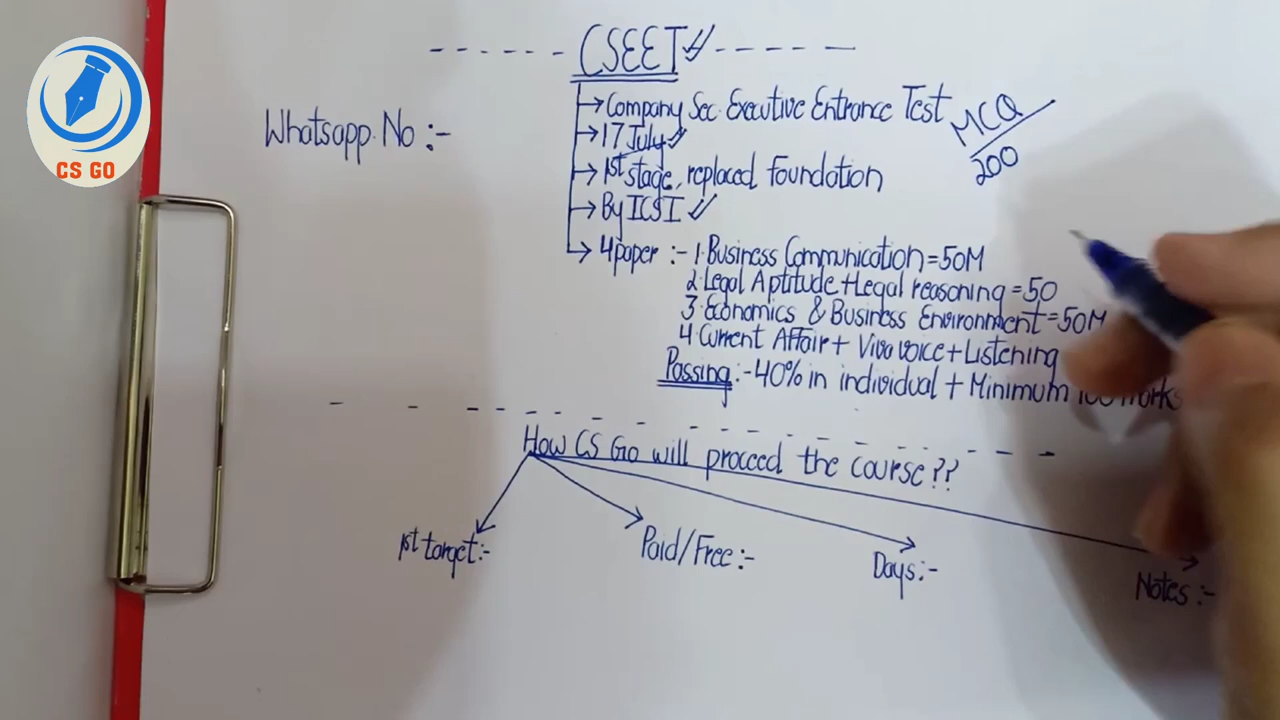 CS GO
CSEET
Whatsapp. No :-
Company Sec. Executive Entrance Test
17 July
1st stage, replaced foundation
By ICSI
MCQ
200
4 paper :- 1. Business Communication = 50M
2. Legal Aptitude + Legal reasoning = 50
3. Economics & Business Environment = 50M
4. Current Affair + Viva voice + Listening
Passing :- 40% in individual + Minimum
How CS Go will proceed the course??
1st target :-
Paid/Free :-
Days :-
Notes :-